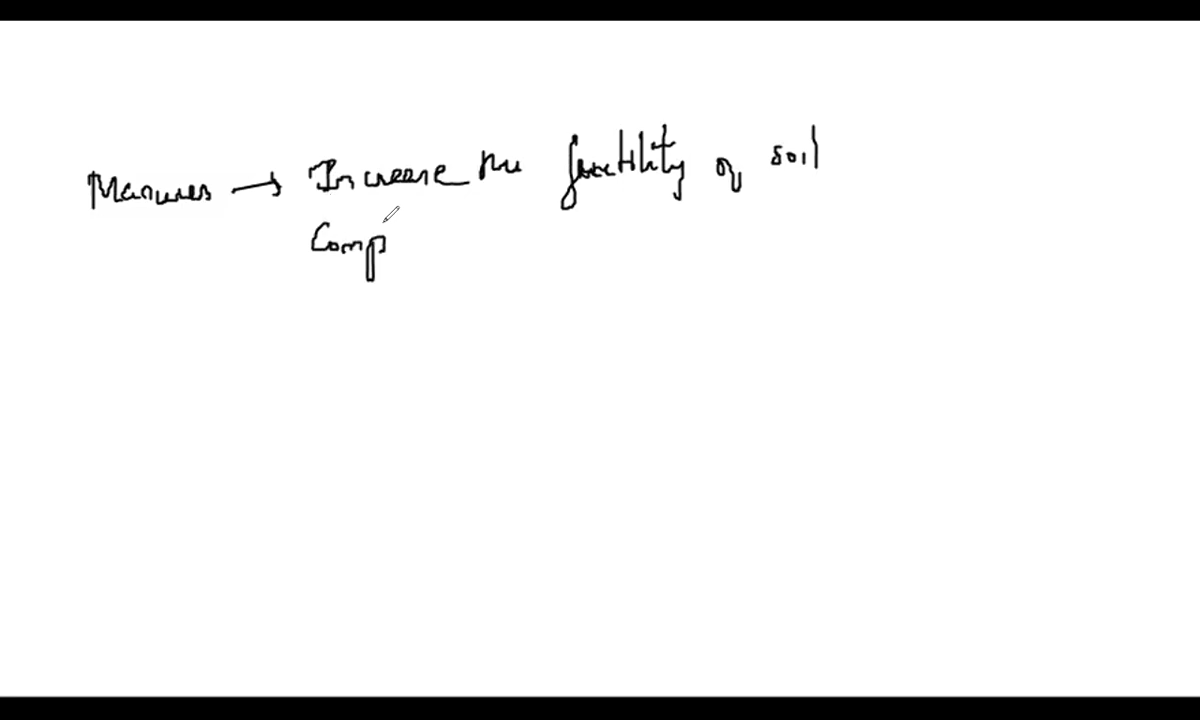 Manures → Increase the fertility of soil
Comp